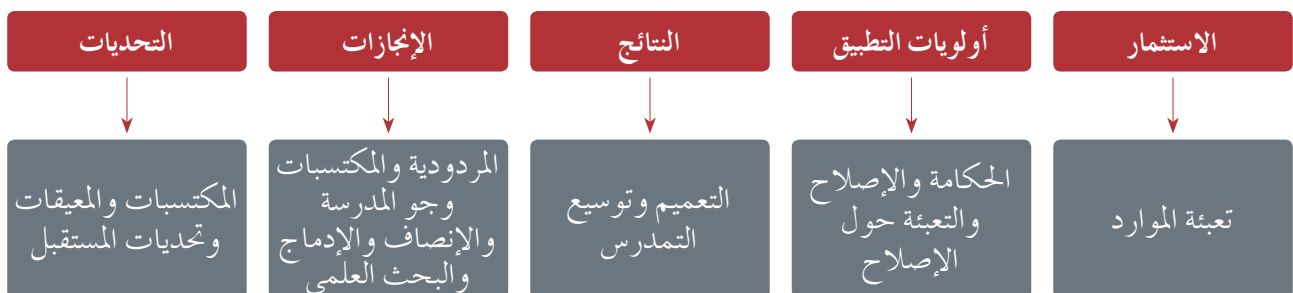 الاستثمار
أولويات التطبيق
النتائج
الإنجازات
التحديات
تعبئة الموارد
الحكامة والإصلاح
والتعبئة حول
الإصلاح
التعميم وتوسيع
التمدرس
المردودية والمكتسبات
وجو المدرسة
والإنصاف والإدماج
والبحث العلمي
المكتسبات والمعيقات
وتحديات المستقبل